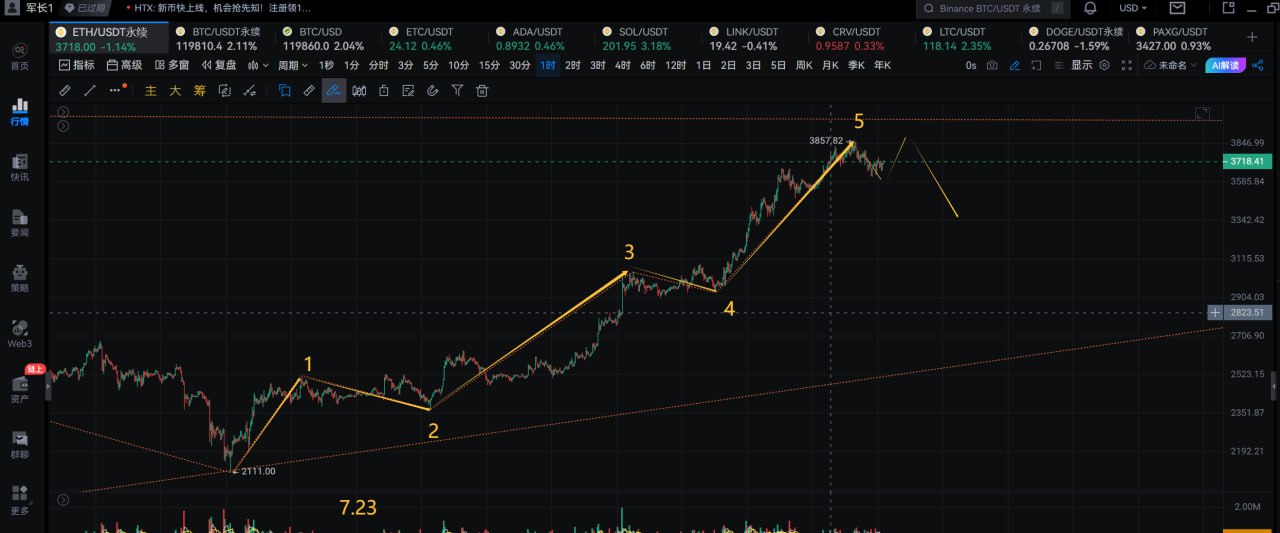 军长1 已过期 HTX: 新币快上线，机会抢先知！注册领1... Binance BTC/USDT 永续 USD
ETH/USDT永续 BTC/USDT永续 BTC/USD ETC/USDT ADA/USDT SOL/USDT LINK/USDT CRV/USDT LTC/USDT DOGE/USDT永续 PAXG/USDT
3718.00 -1.14% 119810.4 2.11% 119860.0 2.04% 24.12 0.46% 0.8932 0.46% 201.95 3.18% 19.42 -0.41% 0.9587 0.33% 118.14 2.35% 0.26708 -1.59% 3427.00 0.93%
指标 高级 多窗 复盘 周期 1秒 1分 分时 3分 5分 10分 15分 30分 1时 2时 3时 4时 6时 12时 1日 2日 3日 5日 周K 月K 季K 年K 0s 显示 未命名 AI解读
主 大 筹
首页
行情
快讯
要闻
策略
Web3
链上
资产
群聊
更多
5
3857.82
3846.99
3718.41
3585.84
3342.42
3
3115.53
4
2904.03
2823.51
2706.90
1
2523.15
2351.87
2
2192.21
2111.00
7.23
2.00M